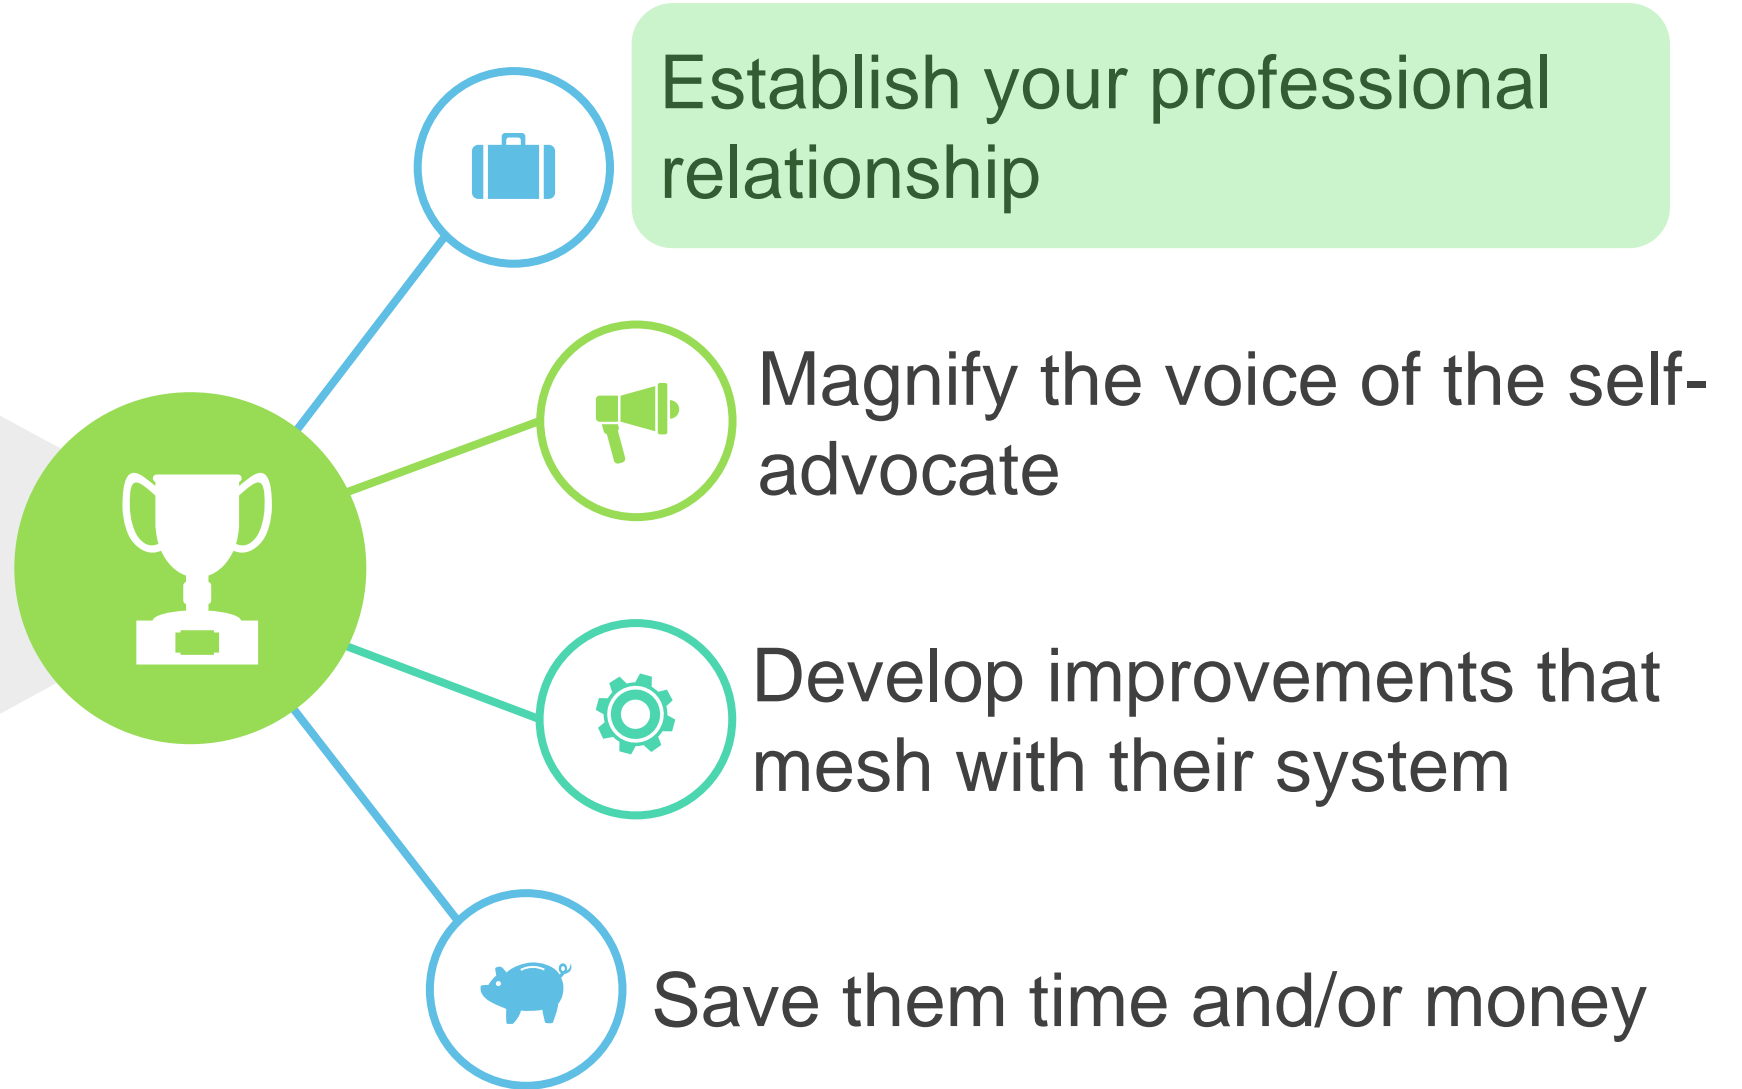 Establish your professional
relationship
Magnify the voice of the self-
advocate
Develop improvements that
mesh with their system
Save them time and/or money